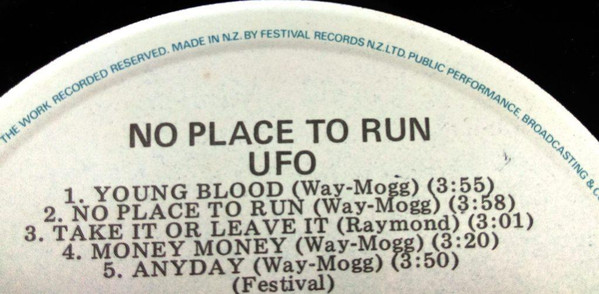 THE WORK RECORDED RESERVED. MADE IN N.Z. BY FESTIVAL RECORDS N.Z. LTD. PUBLIC PERFORMANCE, BROADCASTING &
NO PLACE TO RUN
UFO
1. YOUNG BLOOD (Way-Mogg) (3:55)
2. NO PLACE TO RUN (Way-Mogg) (3:58)
3. TAKE IT OR LEAVE IT (Raymond) (3:01)
4. MONEY MONEY (Way-Mogg) (3:20)
5. ANYDAY (Way-Mogg) (3:50)
(Festival)